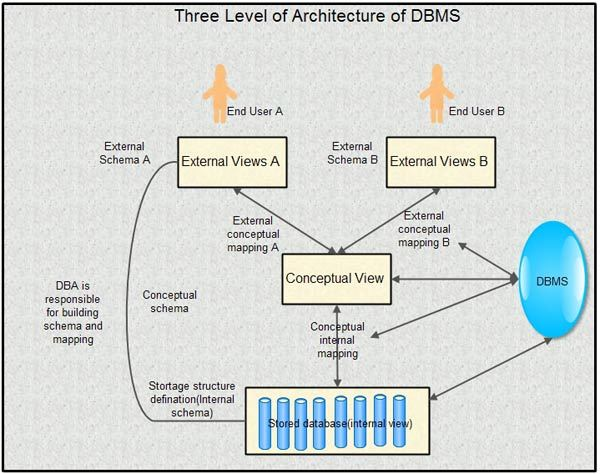 Three Level of Architecture of DBMS
End User A
End User B
External
Schema A
External Views A
External
Schema B
External Views B
External
conceptual
mapping A
External
conceptual
mapping B
Conceptual View
DBMS
DBA is
responsible
for building
schema and
mapping
Conceptual
schema
Conceptual
internal
mapping
Stortage structure
defination(Internal
schema)
Stored database(internal view)